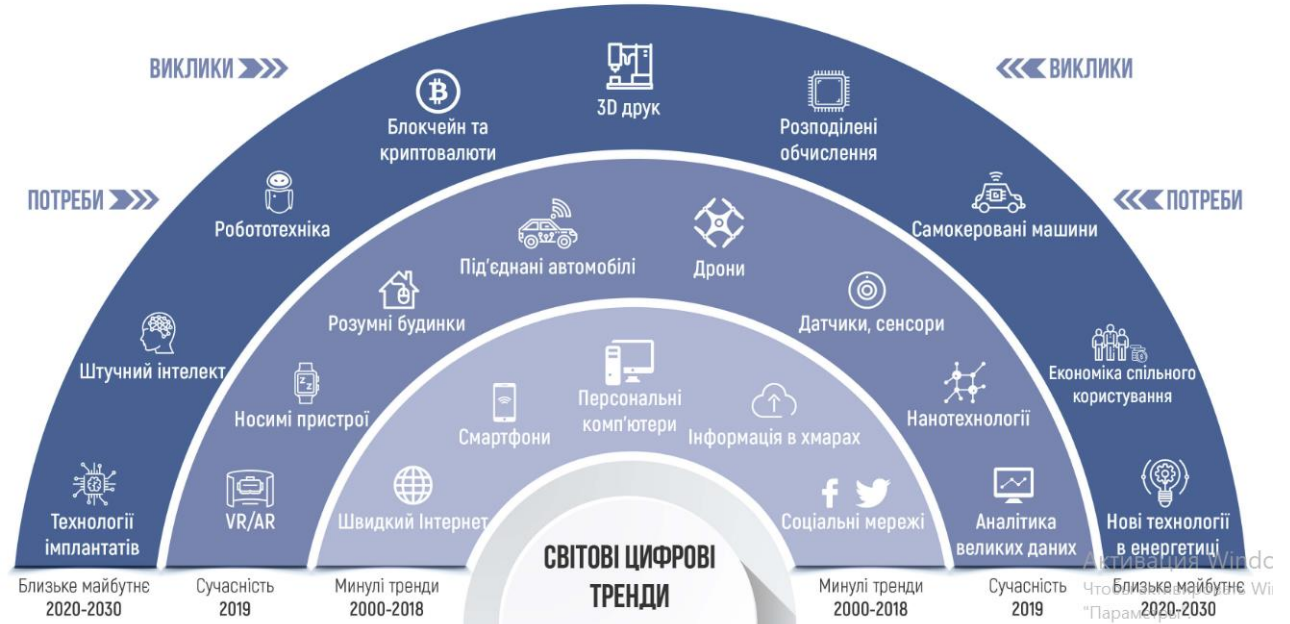 ВИКЛИКИ
ВИКЛИКИ
3D друк
Блокчейн та
криптовалюти
Розподілені
обчислення
ПОТРЕБИ
ПОТРЕБИ
Робототехніка
Самокеровані машини
Під'єднані автомобілі
Дрони
Розумні будинки
Датчики, сенсори
Штучний інтелект
Економіка спільного
користування
Носимі пристрої
Нанотехнології
Персональні
комп'ютери
Смартфони
Інформація в хмарах
Технології
імплантатів
VR/AR
Швидкий Інтернет
Соціальні мережі
Аналітика
великих даних
Нові технології
в енергетиці
СВІТОВІ ЦИФРОВІ
ТРЕНДИ
Близьке майбутнє
2020-2030
Сучасність
2019
Минулі тренди
2000-2018
Минулі тренди
2000-2018
Сучасність
2019
Близьке майбутнє
2020-2030
Активация Windo
"Параметры".